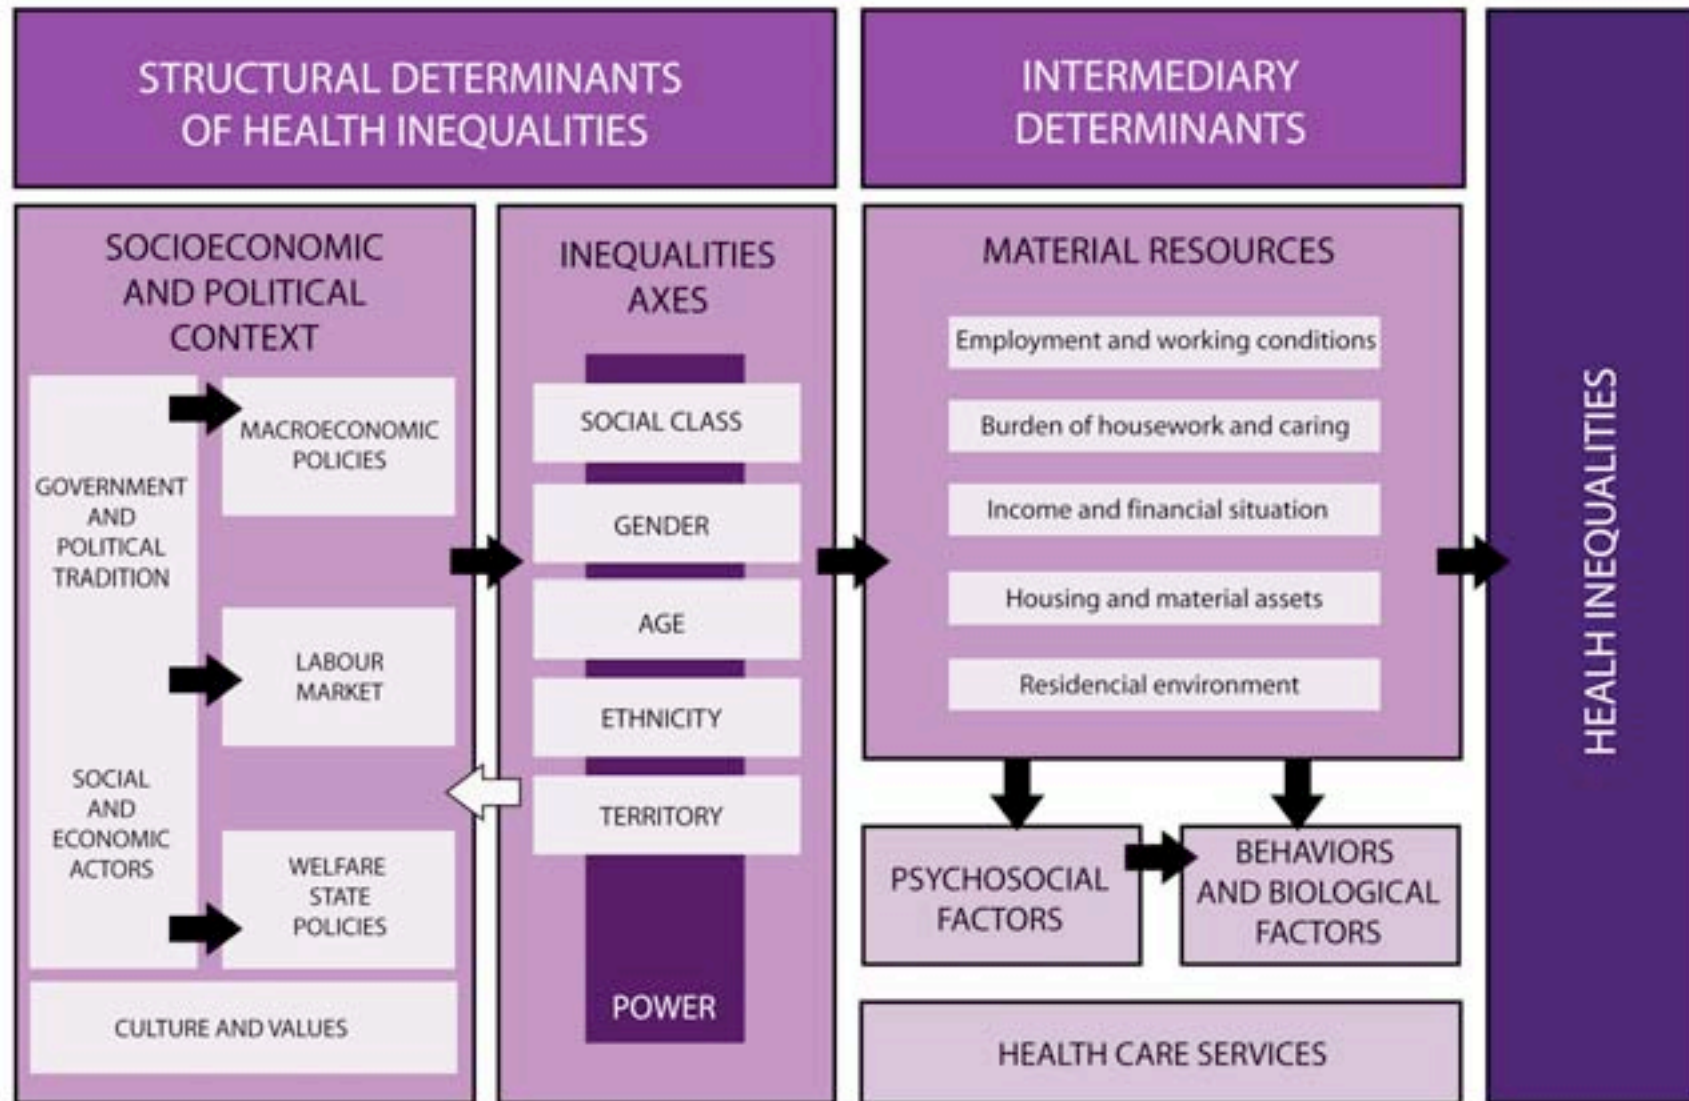 STRUCTURAL DETERMINANTS
OF HEALTH INEQUALITIES
INTERMEDIARY
DETERMINANTS
SOCIOECONOMIC
AND POLITICAL
CONTEXT
GOVERNMENT
AND
POLITICAL
TRADITION
SOCIAL
AND
ECONOMIC
ACTORS
MACROECONOMIC
POLICIES
LABOUR
MARKET
WELFARE
STATE
POLICIES
CULTURE AND VALUES
INEQUALITIES
AXES
SOCIAL CLASS
GENDER
AGE
ETHNICITY
TERRITORY
POWER
MATERIAL RESOURCES
Employment and working conditions
Burden of housework and caring
Income and financial situation
Housing and material assets
Residencial environment
PSYCHOSOCIAL
FACTORS
BEHAVIORS
AND BIOLOGICAL
FACTORS
HEALTH CARE SERVICES
HEALH INEQUALITIES